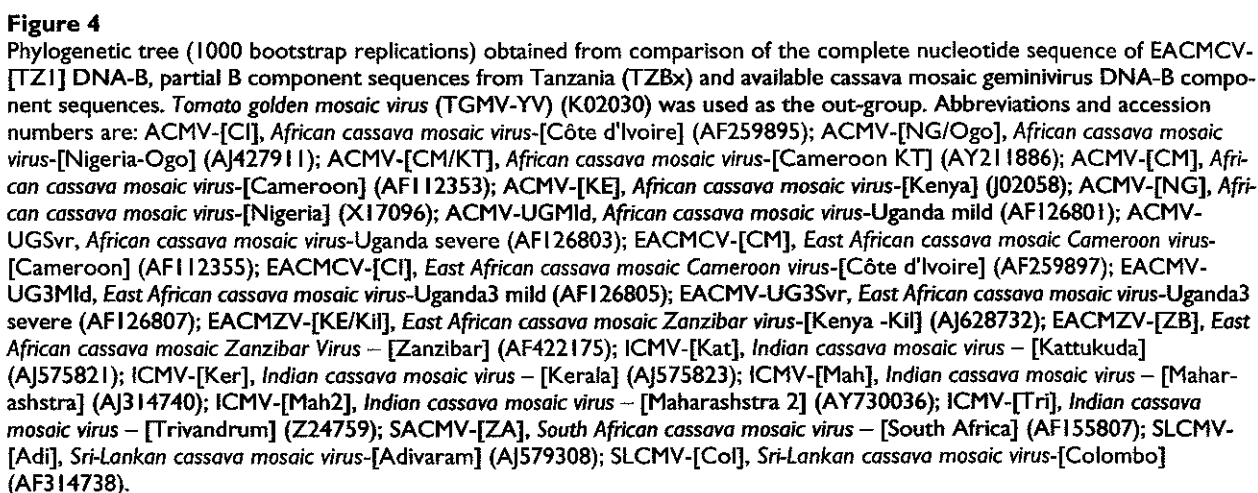 Figure 4
Phylogenetic tree (1000 bootstrap replications) obtained from comparison of the complete nucleotide sequence of EACMCV-
[TZ1] DNA-B, partial B component sequences from Tanzania (TZBx) and available cassava mosaic geminivirus DNA-B compo-
nent sequences. Tomato golden mosaic virus (TGMV-YV) (K02030) was used as the out-group. Abbreviations and accession
numbers are: ACMV-[CI], African cassava mosaic virus-[Côte d'Ivoire] (AF259895); ACMV-[NG/Ogo], African cassava mosaic
virus-[Nigeria-Ogo] (AJ427911); ACMV-[CM/KT], African cassava mosaic virus-[Cameroon KT] (AY211886); ACMV-[CM], Afri-
can cassava mosaic virus-[Cameroon] (AF112353); ACMV-[KE], African cassava mosaic virus-[Kenya] (J02058); ACMV-[NG], Afri-
can cassava mosaic virus-[Nigeria] (X17096); ACMV-UGMld, African cassava mosaic virus-Uganda mild (AF126801); ACMV-
UGSvr, African cassava mosaic virus-Uganda severe (AF126803); EACMCV-[CM], East African cassava mosaic Cameroon virus-
[Cameroon] (AF112355); EACMCV-[CI], East African cassava mosaic Cameroon virus-[Côte d'Ivoire] (AF259897); EACMV-
UG3Mld, East African cassava mosaic virus-Uganda3 mild (AF126805); EACMV-UG3Svr, East African cassava mosaic virus-Uganda3
severe (AF126807); EACMZV-[KE/Kil], East African cassava mosaic Zanzibar virus-[Kenya -Kil] (AJ628732); EACMZV-[ZB], East
African cassava mosaic Zanzibar Virus – [Zanzibar] (AF422175); ICMV-[Kat], Indian cassava mosaic virus – [Kattukuda]
(AJ575821); ICMV-[Ker], Indian cassava mosaic virus – [Kerala] (AJ575823); ICMV-[Mah], Indian cassava mosaic virus – [Mahar-
ashstra] (AJ314740); ICMV-[Mah2], Indian cassava mosaic virus – [Maharashstra 2] (AY730036); ICMV-[Tri], Indian cassava
mosaic virus – [Trivandrum] (Z24759); SACMV-[ZA], South African cassava mosaic virus – [South Africa] (AF155807); SLCMV-
[Adi], Sri-Lankan cassava mosaic virus-[Adivaram] (AJ579308); SLCMV-[Col], Sri-Lankan cassava mosaic virus-[Colombo]
(AF314738).